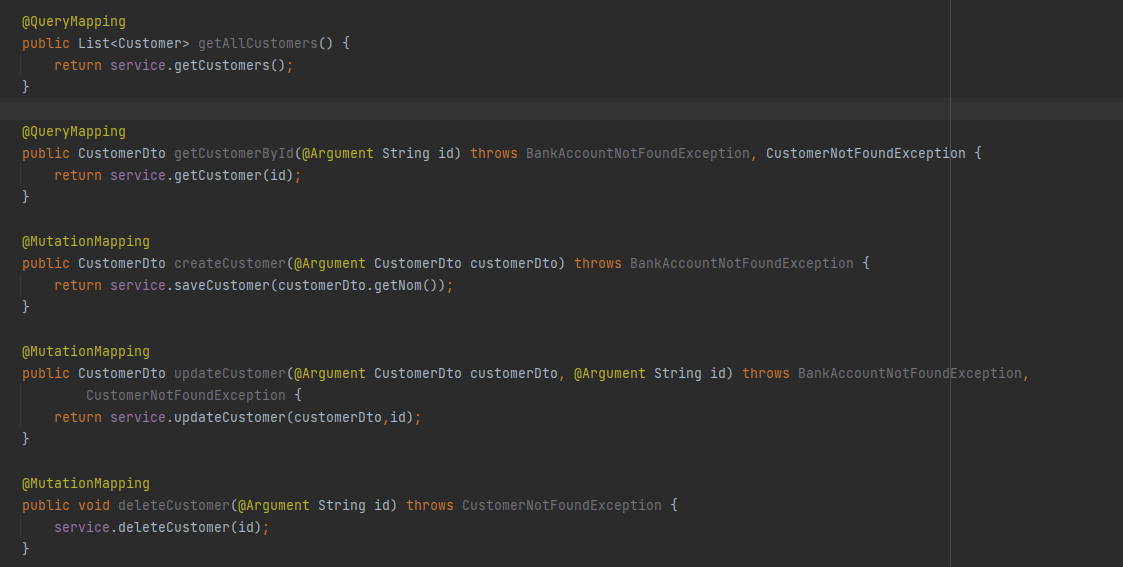 @QueryMapping
public List<Customer> getAllCustomers() {
    return service.getCustomers();
}
@QueryMapping
public CustomerDto getCustomerById(@Argument String id) throws BankAccountNotFoundException, CustomerNotFoundException {
    return service.getCustomer(id);
}
@MutationMapping
public CustomerDto createCustomer(@Argument CustomerDto customerDto) throws BankAccountNotFoundException {
    return service.saveCustomer(customerDto.getNom());
}
@MutationMapping
public CustomerDto updateCustomer(@Argument CustomerDto customerDto, @Argument String id) throws BankAccountNotFoundException,
        CustomerNotFoundException {
    return service.updateCustomer(customerDto,id);
}
@MutationMapping
public void deleteCustomer(@Argument String id) throws CustomerNotFoundException {
    service.deleteCustomer(id);
}